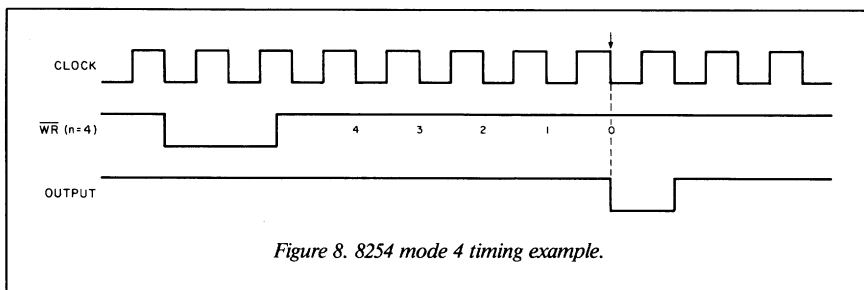 CLOCK
WR (n=4) 4 3 2 1 0
OUTPUT
Figure 8. 8254 mode 4 timing example.